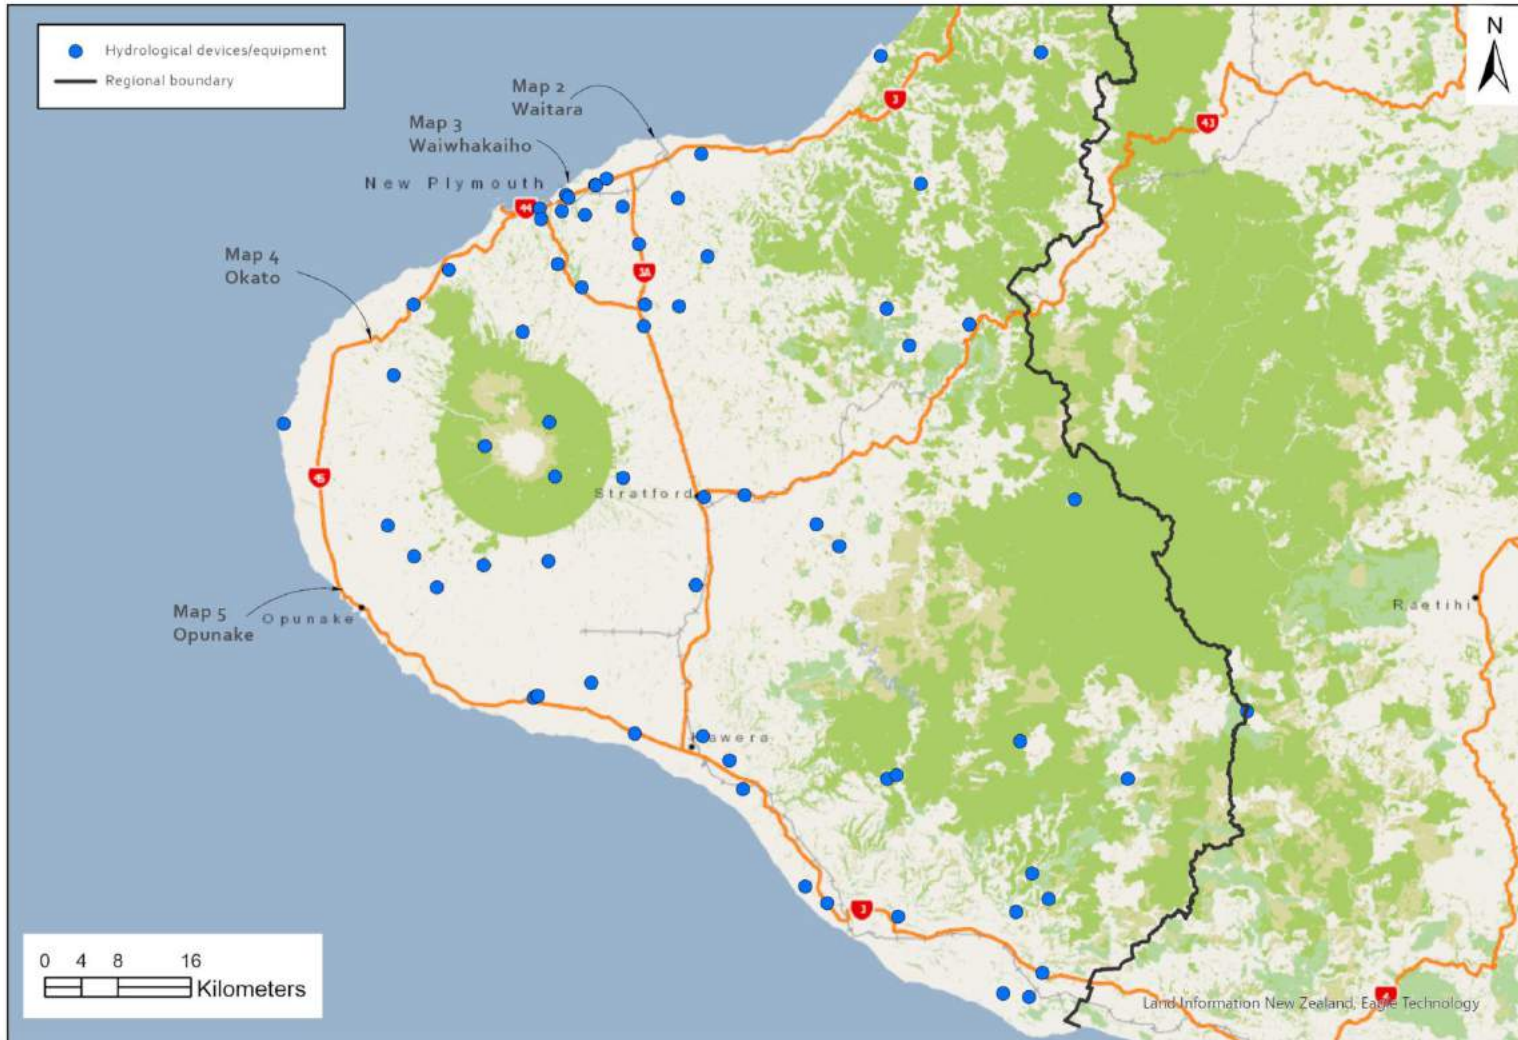 Hydrological devices/equipment
Regional boundary
N
Map 2
Waitara
3
43
Map 3
Waiwhakaiho
New Plymouth
44
Map 4
Okato
3A
45
Stratford
Map 5
Opunake
Opunake
Raetihi
Hawera
3
0 4 8 16
Kilometers
4
Land Information New Zealand, Eagle Technology